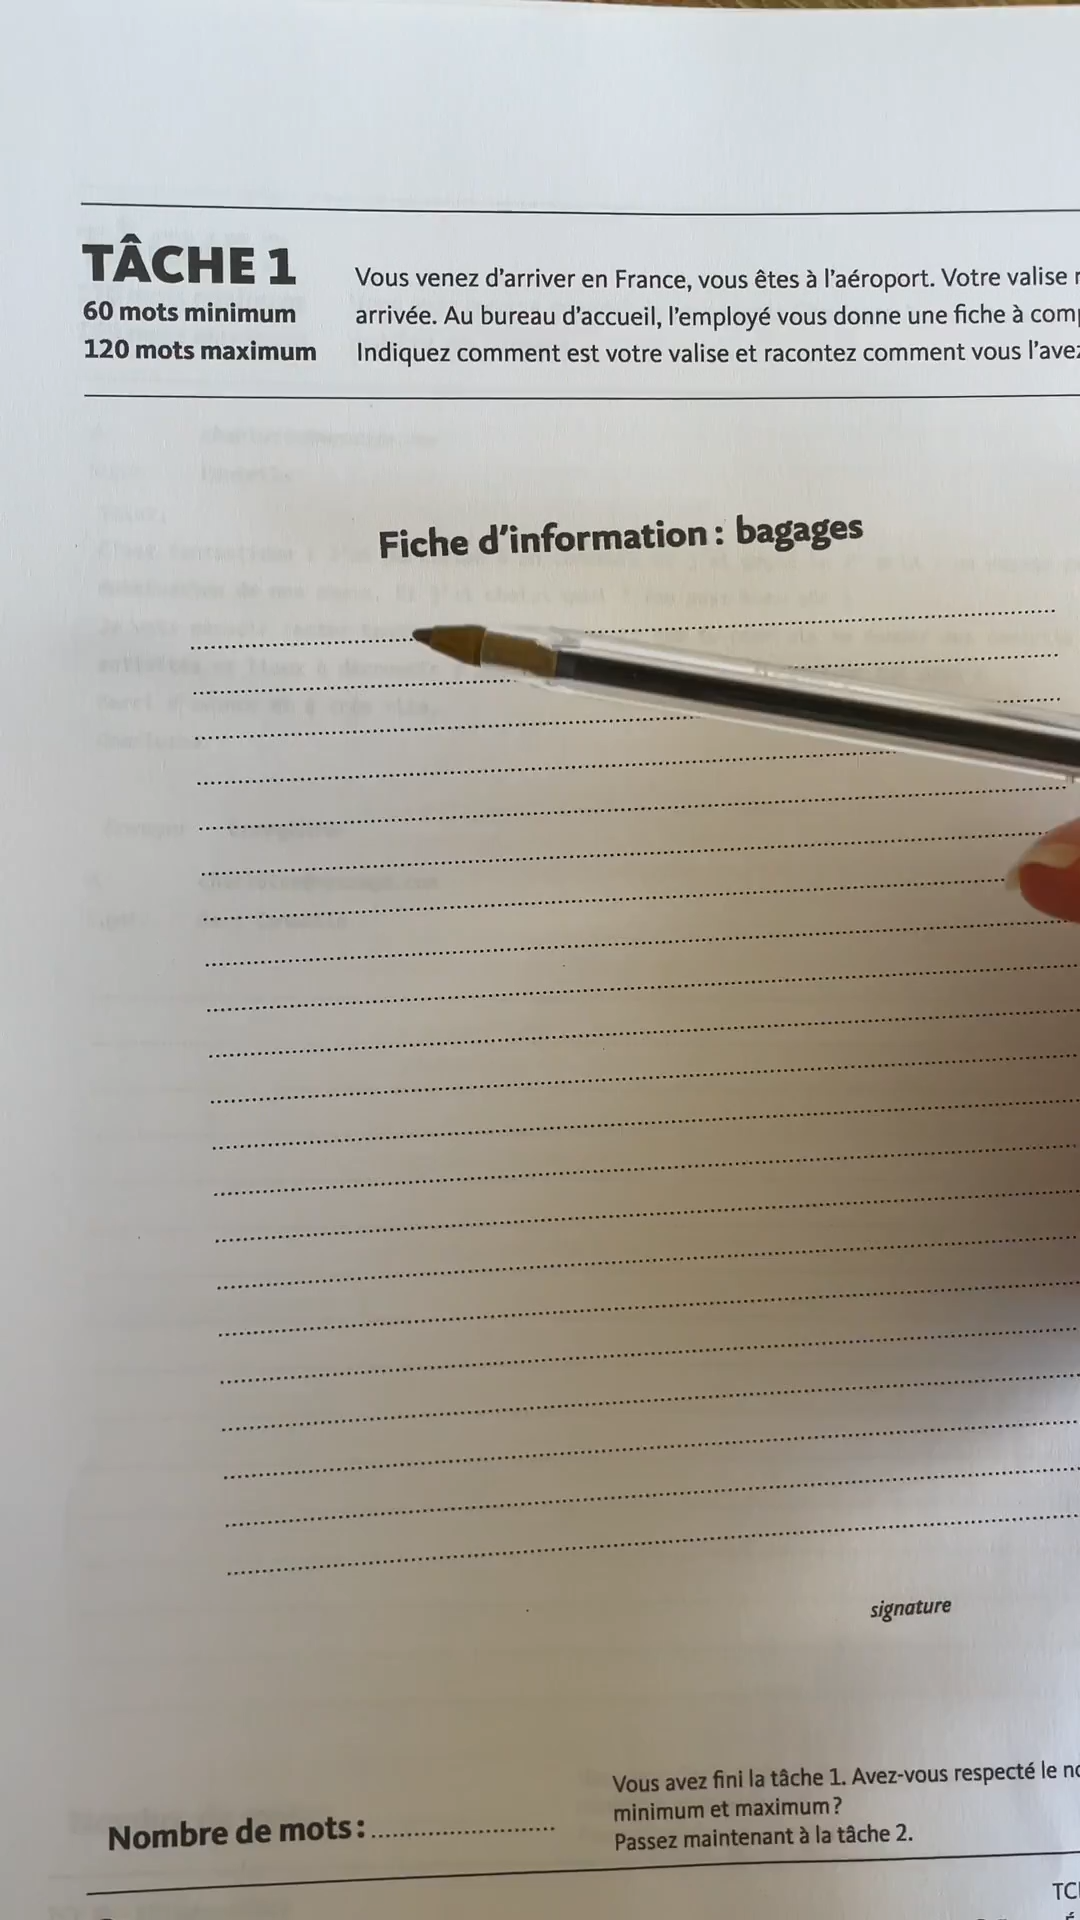 TÂCHE 1
60 mots minimum
120 mots maximum
Vous venez d'arriver en France, vous êtes à l'aéroport. Votre valise
arrivée. Au bureau d'accueil, l'employé vous donne une fiche à
Indiquez comment est votre valise et racontez comment vous
Fiche d'information : bagages
signature
Vous avez fini la tâche 1. Avez-vous respecté le
minimum et maximum ?
Passez maintenant à la tâche 2.
Nombre de mots :